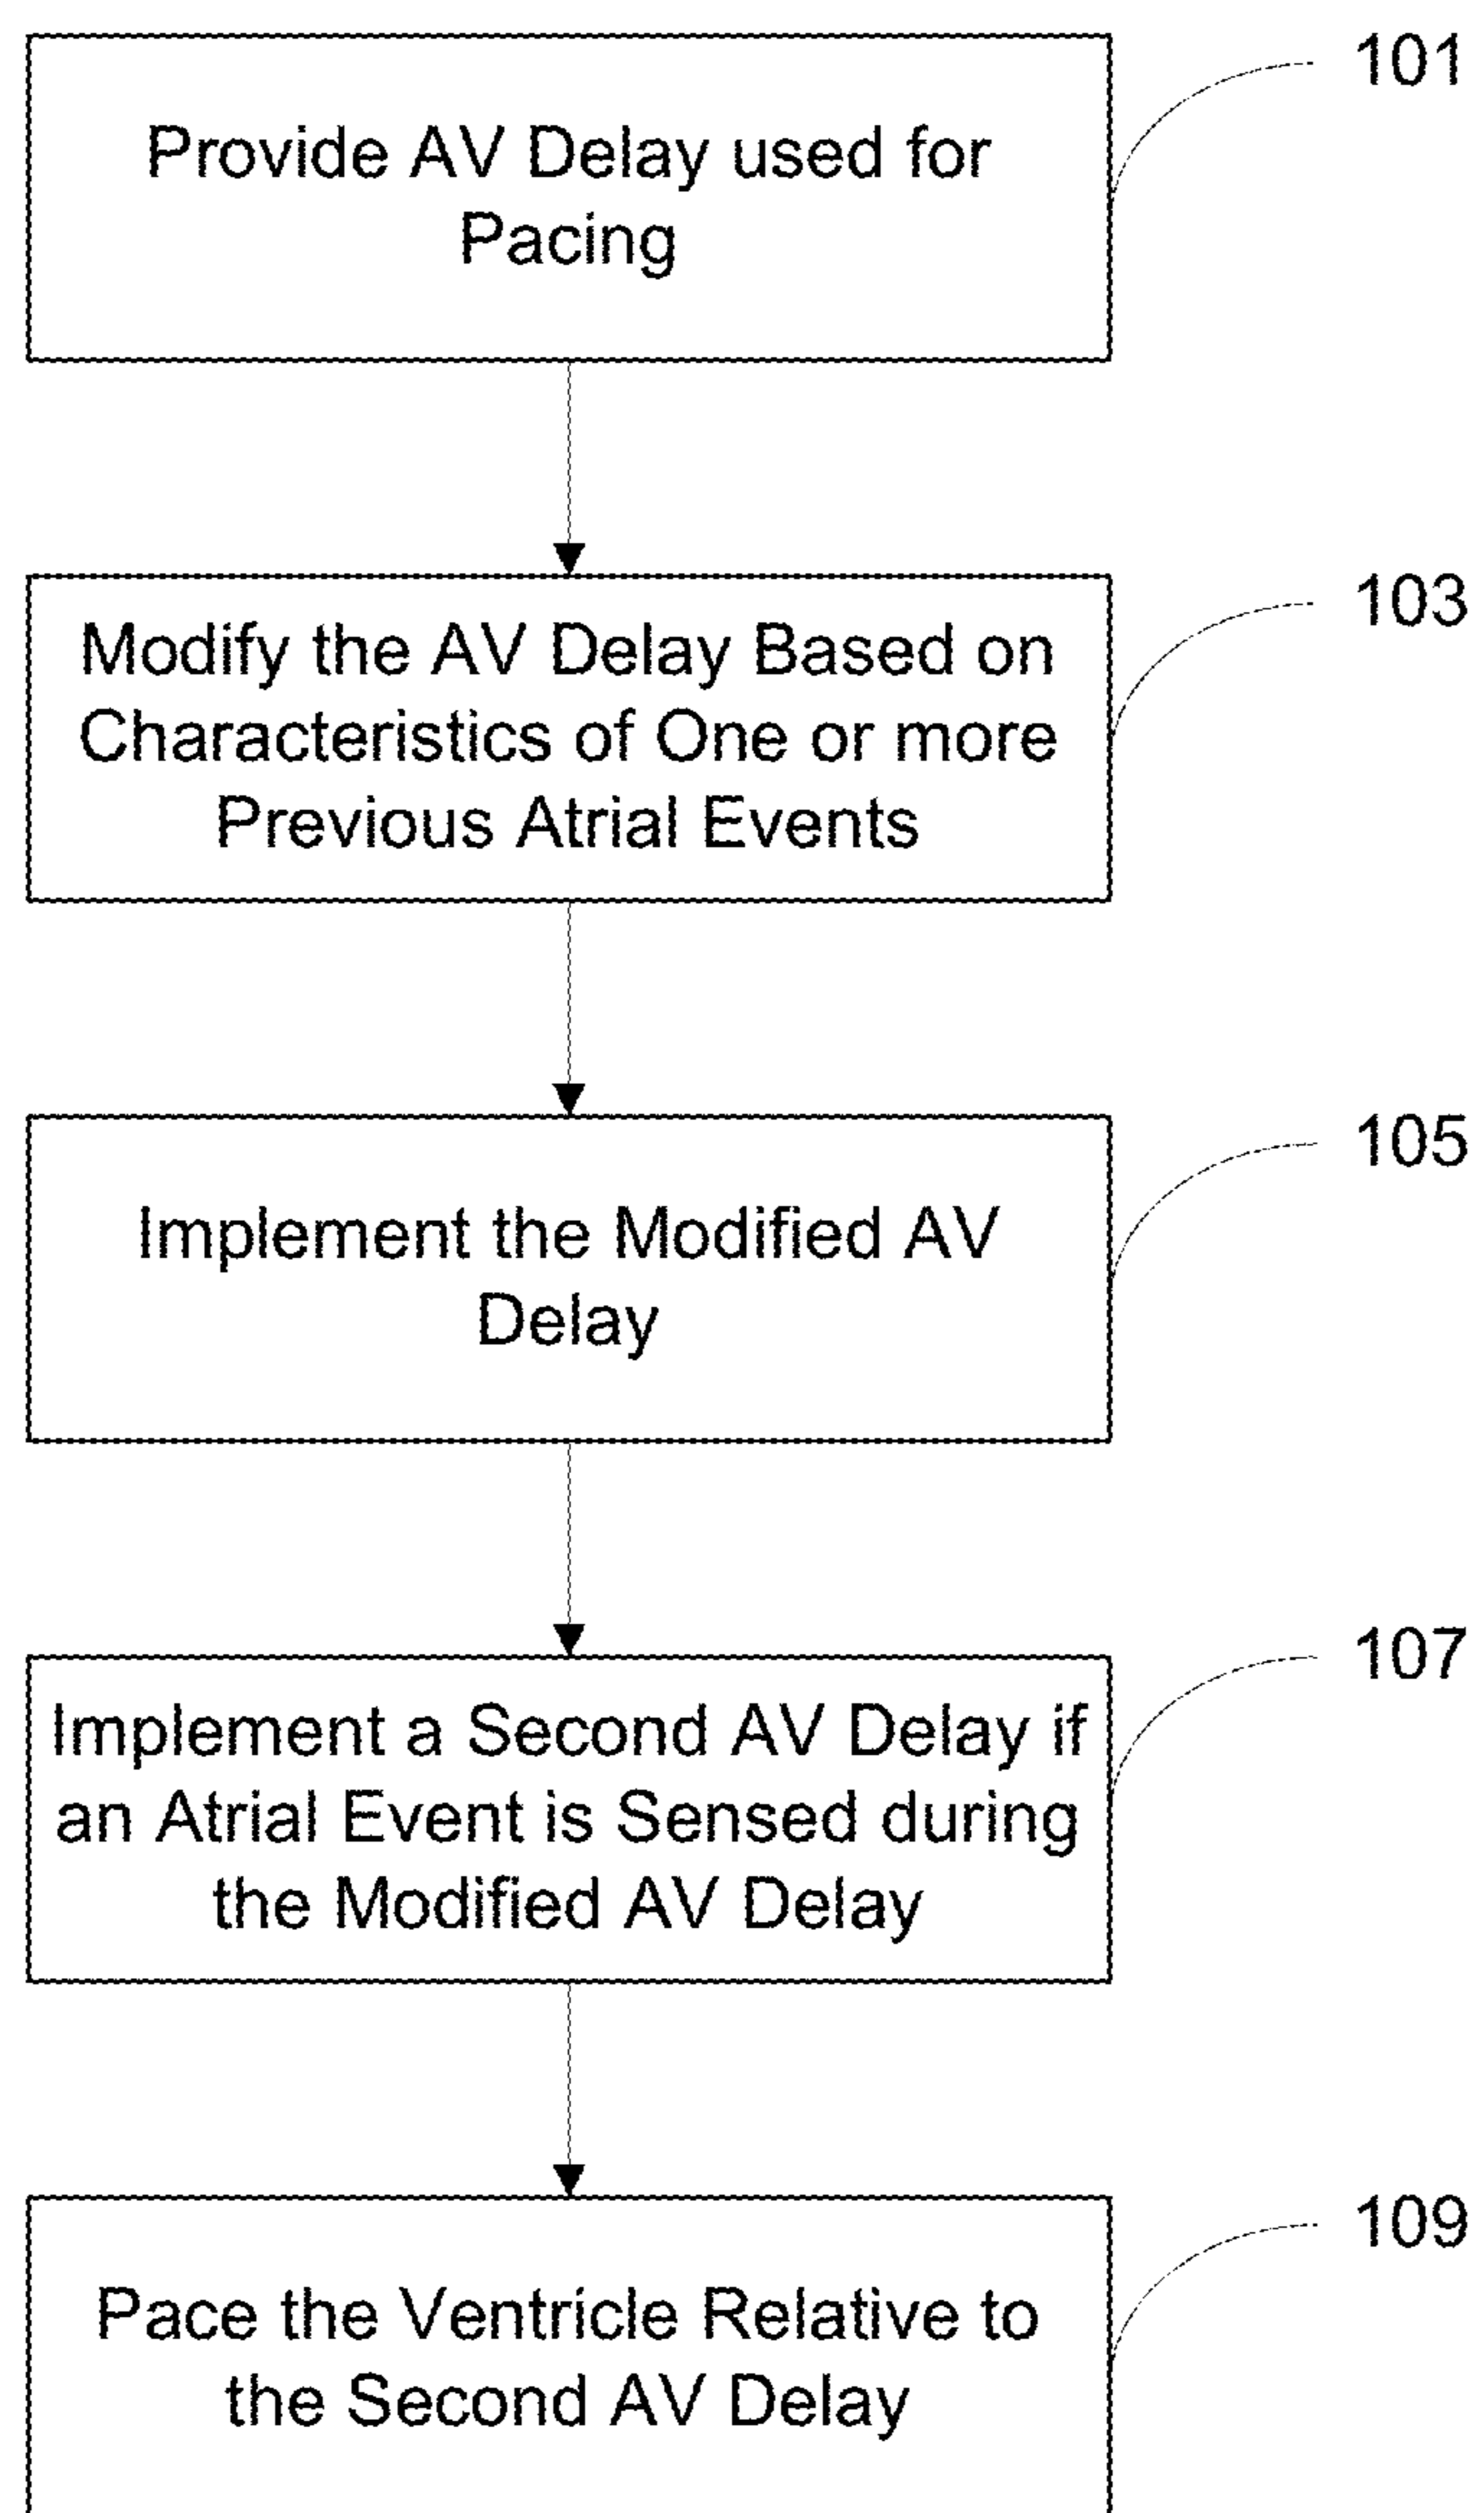 101
Provide AV Delay used for
Pacing
103
Modify the AV Delay Based on
Characteristics of One or more
Previous Atrial Events
105
Implement the Modified AV
Delay
107
Implement a Second AV Delay if
an Atrial Event is Sensed during
the Modified AV Delay
109
Pace the Ventricle Relative to
the Second AV Delay